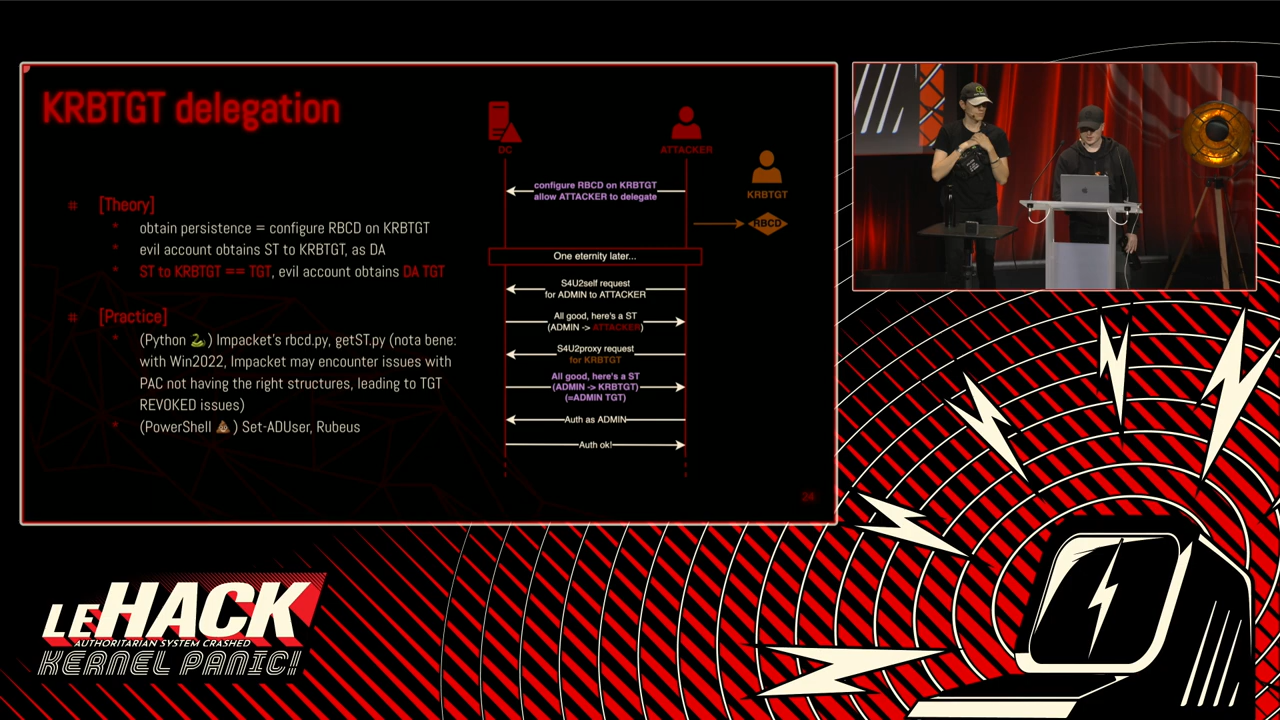 KRBTGT delegation
# [Theory]
* obtain persistence = configure RBCD on KRBTGT
* evil account obtains ST to KRBTGT, as DA
* ST to KRBTGT == TGT, evil account obtains DA TGT
# [Practice]
* (Python 🐍) Impacket's rbcd.py, getST.py (nota bene:
with Win2022, Impacket may encounter issues with
PAC not having the right structures, leading to TGT
REVOKED issues)
* (PowerShell 💩) Set-ADUser, Rubeus
DC
ATTACKER
KRBTGT
configure RBCD on KRBTGT
allow ATTACKER to delegate
RBCD
One eternity later...
S4U2self request
for ADMIN to ATTACKER
All good, here's a ST
(ADMIN -> ATTACKER)
S4U2proxy request
for KRBTGT
All good, here's a ST
(ADMIN -> KRBTGT)
(=ADMIN TGT)
Auth as ADMIN
Auth ok!
24
LEHACK
AUTHORITARIAN SYSTEM CRASHED
KERNEL PANIC!